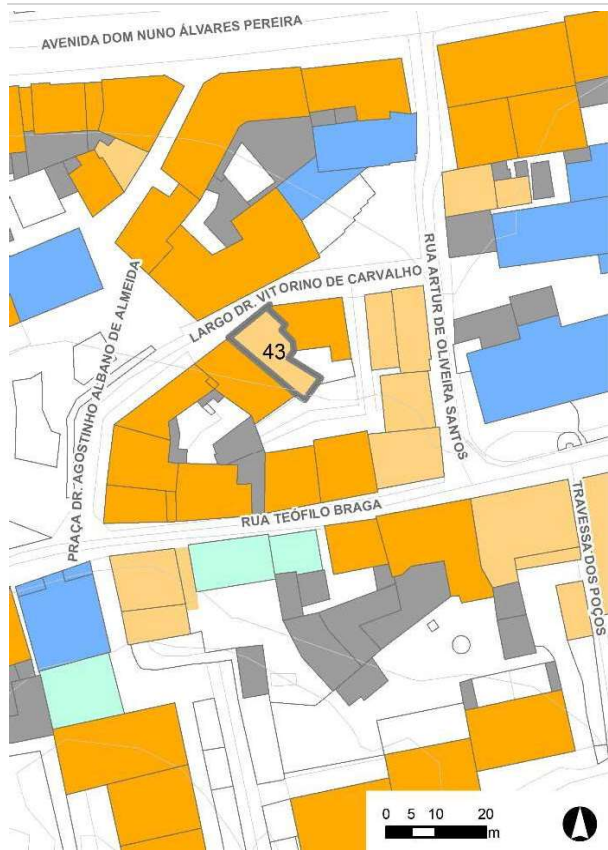 AVENIDA DOM NUNO ÁLVARES PEREIRA
LARGO DR. VITORINO DE CARVALHO
RUA ARTUR DE OLIVEIRA SANTOS
PRAÇA DR. AGOSTINHO ALBANO DE ALMEIDA
43
RUA TEÓFILO BRAGA
TRAVESSA DOS POÇOS
0 5 10 20
m